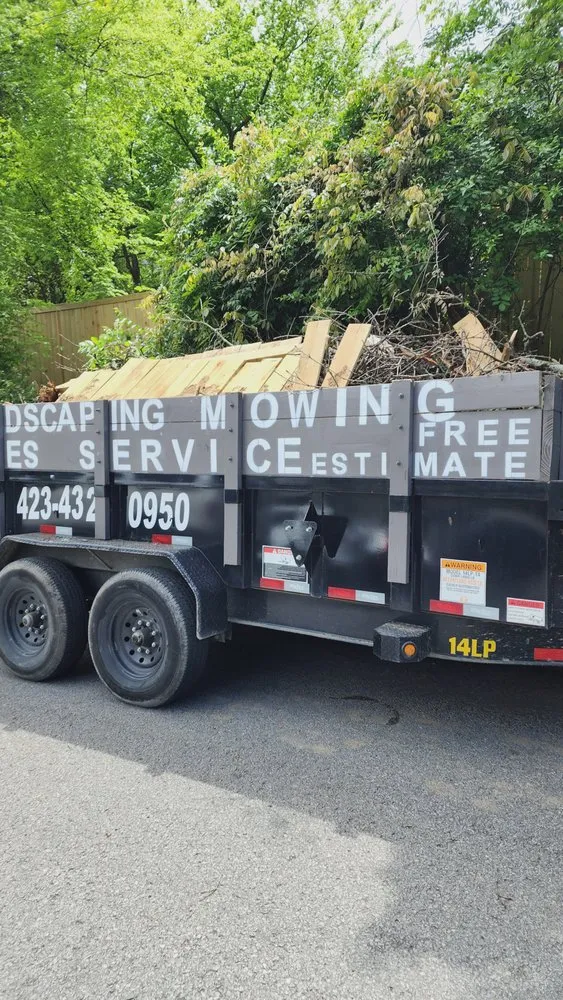 DSCAPING MOWING
ES SERVICE ESTIMATE
FREE
423-432 0950
WARNING
14LP